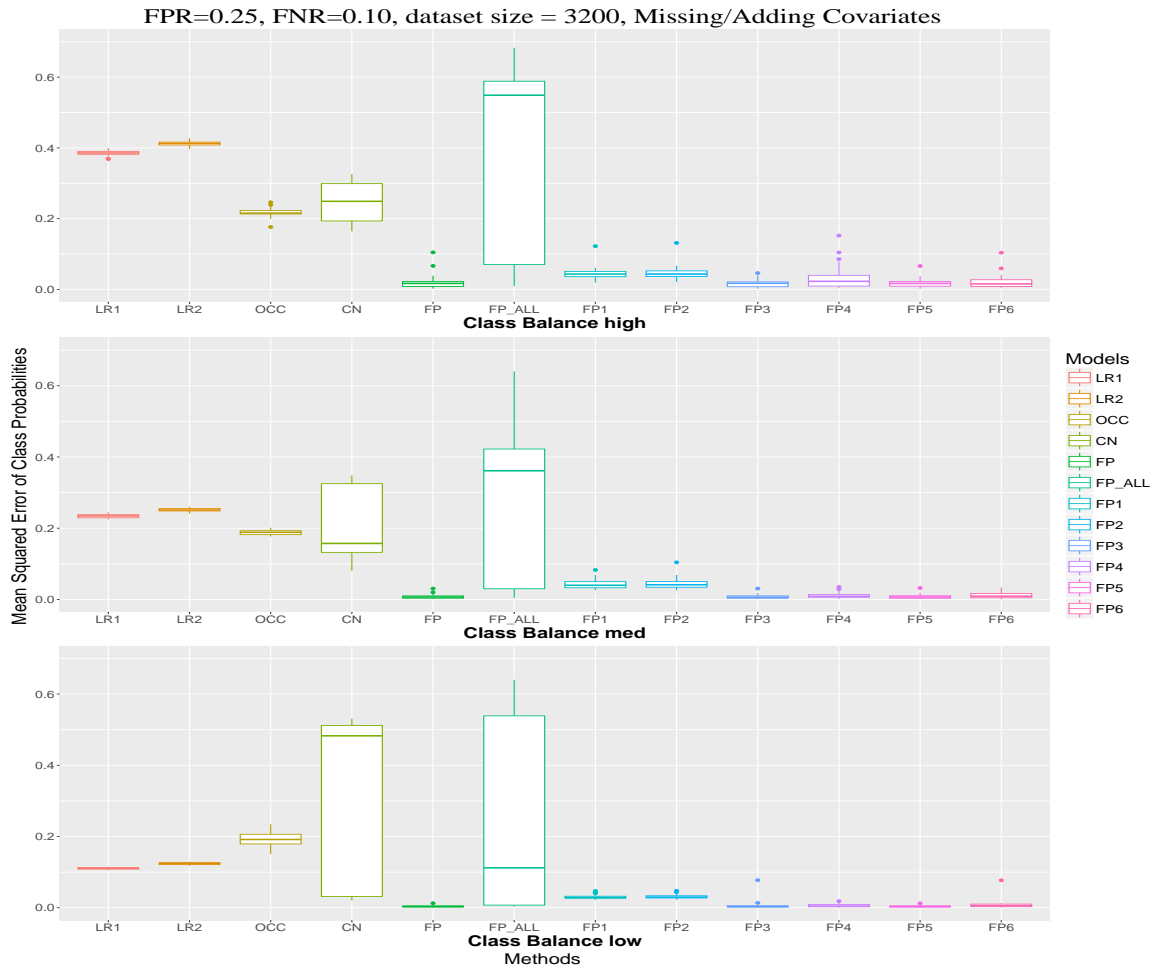 FPR=0.25, FNR=0.10, dataset size = 3200, Missing/Adding Covariates
Mean Squared Error of Class Probabilities
0.6
0.4
0.2
0.0
LR1 LR2 OCC CN FP FP_ALL FP1 FP2 FP3 FP4 FP5 FP6
Class Balance high
0.6
0.4
0.2
0.0
LR1 LR2 OCC CN FP FP_ALL FP1 FP2 FP3 FP4 FP5 FP6
Class Balance med
0.6
0.4
0.2
0.0
LR1 LR2 OCC CN FP FP_ALL FP1 FP2 FP3 FP4 FP5 FP6
Class Balance low
Methods
Models
LR1
LR2
OCC
CN
FP
FP_ALL
FP1
FP2
FP3
FP4
FP5
FP6